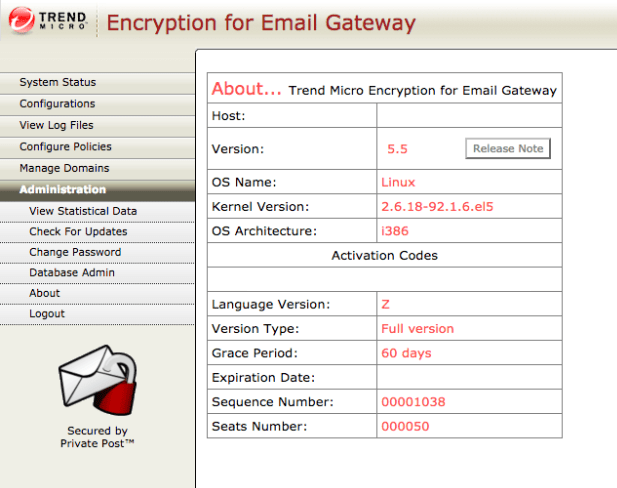 TREND
MICRO
Encryption for Email Gateway
System Status
Configurations
View Log Files
Configure Policies
Manage Domains
Administration
View Statistical Data
Check For Updates
Change Password
Database Admin
About
Logout
Secured by
Private Post™
About... Trend Micro Encryption for Email Gateway
Host:
Version: 5.5 Release Note
OS Name: Linux
Kernel Version: 2.6.18-92.1.6.el5
OS Architecture: i386
Activation Codes
Language Version: Z
Version Type: Full version
Grace Period: 60 days
Expiration Date:
Sequence Number: 00001038
Seats Number: 000050